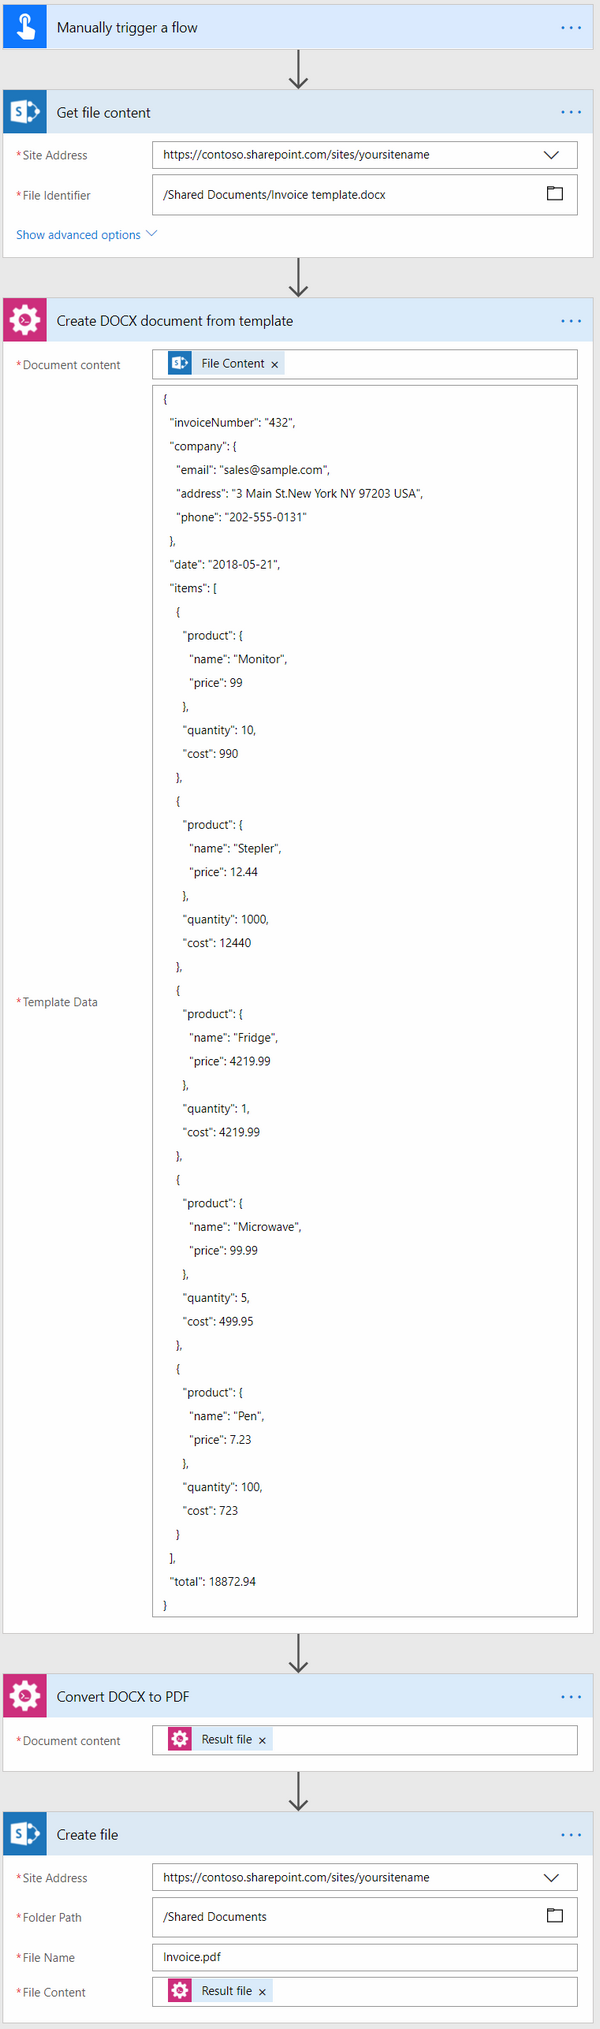 Manually trigger a flow
Get file content
*Site Address https://contoso.sharepoint.com/sites/yoursitename
*File Identifier /Shared Documents/Invoice template.docx
Show advanced options
Create DOCX document from template
*Document content File Content ×
*Template Data
{
"invoiceNumber": "432",
"company": {
"email": "sales@sample.com",
"address": "3 Main St.New York NY 97203 USA",
"phone": "202-555-0131"
},
"date": "2018-05-21",
"items": [
{
"product": {
"name": "Monitor",
"price": 99
},
"quantity": 10,
"cost": 990
},
{
"product": {
"name": "Stepler",
"price": 12.44
},
"quantity": 1000,
"cost": 12440
},
{
"product": {
"name": "Fridge",
"price": 4219.99
},
"quantity": 1,
"cost": 4219.99
},
{
"product": {
"name": "Microwave",
"price": 99.99
},
"quantity": 5,
"cost": 499.95
},
{
"product": {
"name": "Pen",
"price": 7.23
},
"quantity": 100,
"cost": 723
}
],
"total": 18872.94
}
Convert DOCX to PDF
*Document content Result file ×
Create file
*Site Address https://contoso.sharepoint.com/sites/yoursitename
*Folder Path /Shared Documents
*File Name Invoice.pdf
*File Content Result file ×